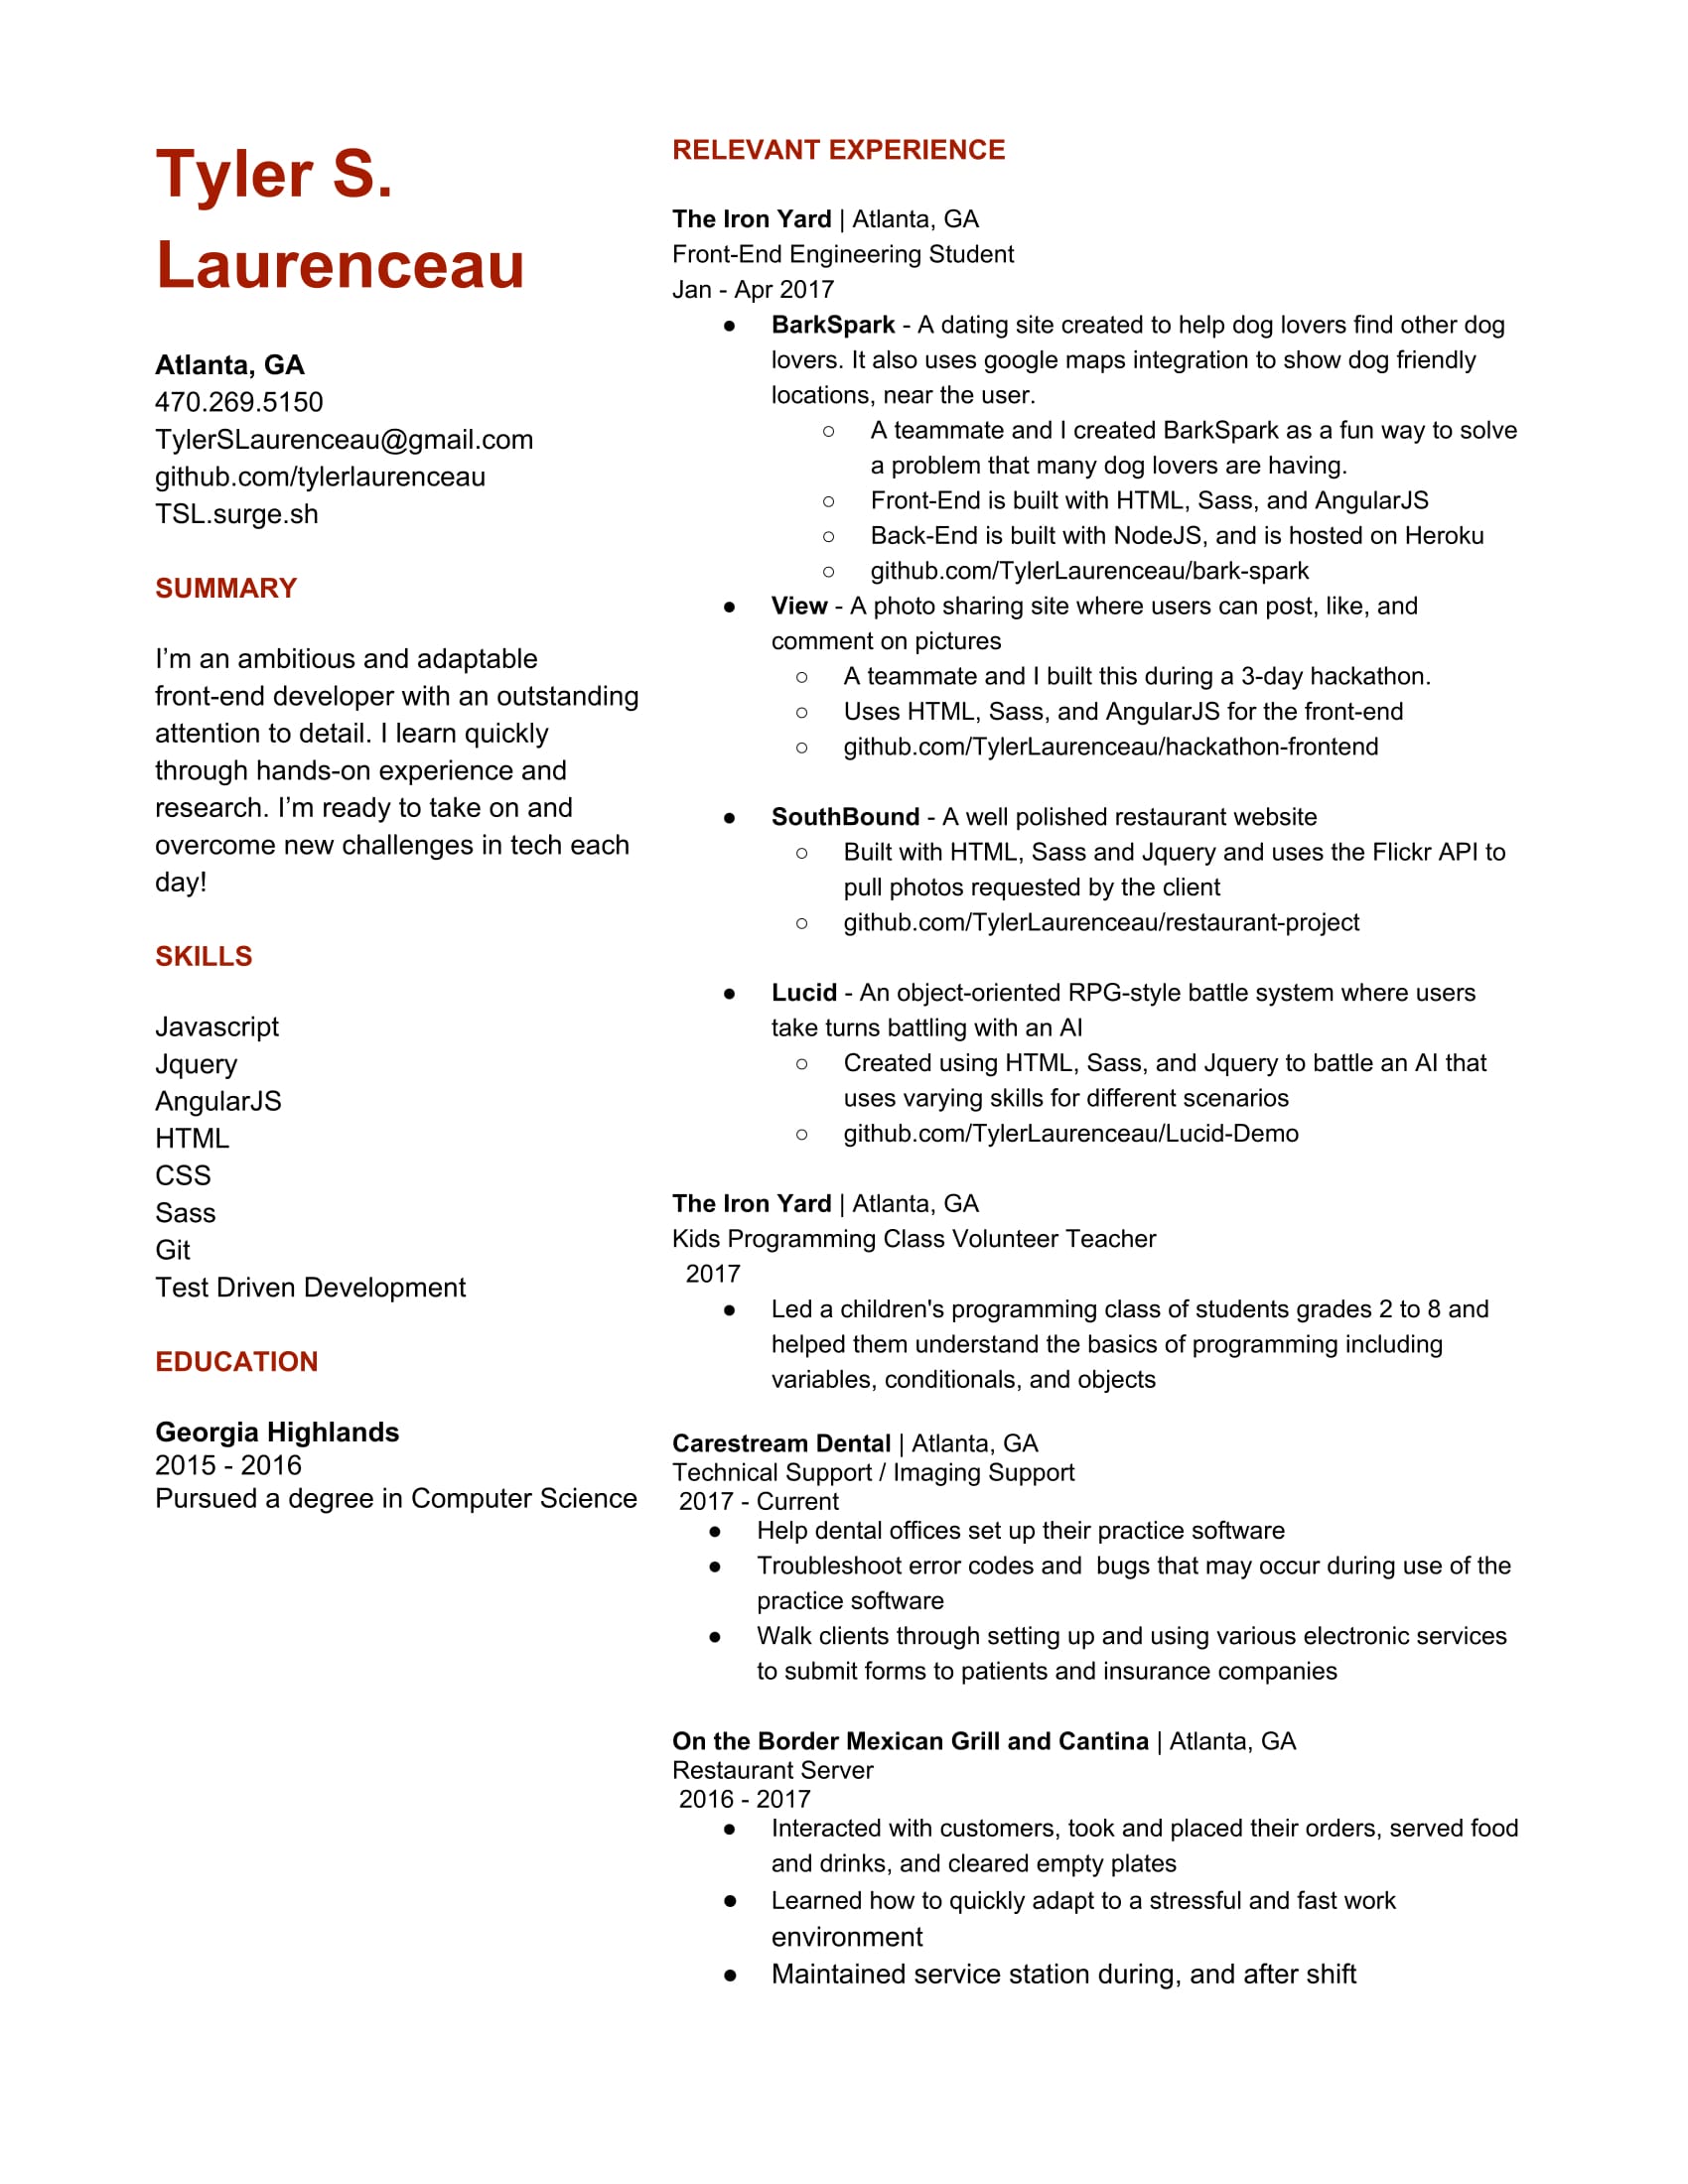 Tyler S.
Laurenceau
Atlanta, GA
470.269.5150
TylerSLaurenceau@gmail.com
github.com/tylerlaurenceau
TSL.surge.sh
SUMMARY
I’m an ambitious and adaptable
front-end developer with an outstanding
attention to detail. I learn quickly
through hands-on experience and
research. I’m ready to take on and
overcome new challenges in tech each
day!
SKILLS
Javascript
Jquery
AngularJS
HTML
CSS
Sass
Git
Test Driven Development
EDUCATION
Georgia Highlands
2015 - 2016
Pursued a degree in Computer Science
RELEVANT EXPERIENCE
The Iron Yard | Atlanta, GA
Front-End Engineering Student
Jan - Apr 2017
● BarkSpark - A dating site created to help dog lovers find other dog
lovers. It also uses google maps integration to show dog friendly
locations, near the user.
○ A teammate and I created BarkSpark as a fun way to solve
a problem that many dog lovers are having.
○ Front-End is built with HTML, Sass, and AngularJS
○ Back-End is built with NodeJS, and is hosted on Heroku
○ github.com/TylerLaurenceau/bark-spark
● View - A photo sharing site where users can post, like, and
comment on pictures
○ A teammate and I built this during a 3-day hackathon.
○ Uses HTML, Sass, and AngularJS for the front-end
○ github.com/TylerLaurenceau/hackathon-frontend
● SouthBound - A well polished restaurant website
○ Built with HTML, Sass and Jquery and uses the Flickr API to
pull photos requested by the client
○ github.com/TylerLaurenceau/restaurant-project
● Lucid - An object-oriented RPG-style battle system where users
take turns battling with an AI
○ Created using HTML, Sass, and Jquery to battle an AI that
uses varying skills for different scenarios
○ github.com/TylerLaurenceau/Lucid-Demo
The Iron Yard | Atlanta, GA
Kids Programming Class Volunteer Teacher
2017
● Led a children's programming class of students grades 2 to 8 and
helped them understand the basics of programming including
variables, conditionals, and objects
Carestream Dental | Atlanta, GA
Technical Support / Imaging Support
2017 - Current
● Help dental offices set up their practice software
● Troubleshoot error codes and  bugs that may occur during use of the
practice software
● Walk clients through setting up and using various electronic services
to submit forms to patients and insurance companies
On the Border Mexican Grill and Cantina | Atlanta, GA
Restaurant Server
2016 - 2017
● Interacted with customers, took and placed their orders, served food
and drinks, and cleared empty plates
● Learned how to quickly adapt to a stressful and fast work
environment
● Maintained service station during, and after shift